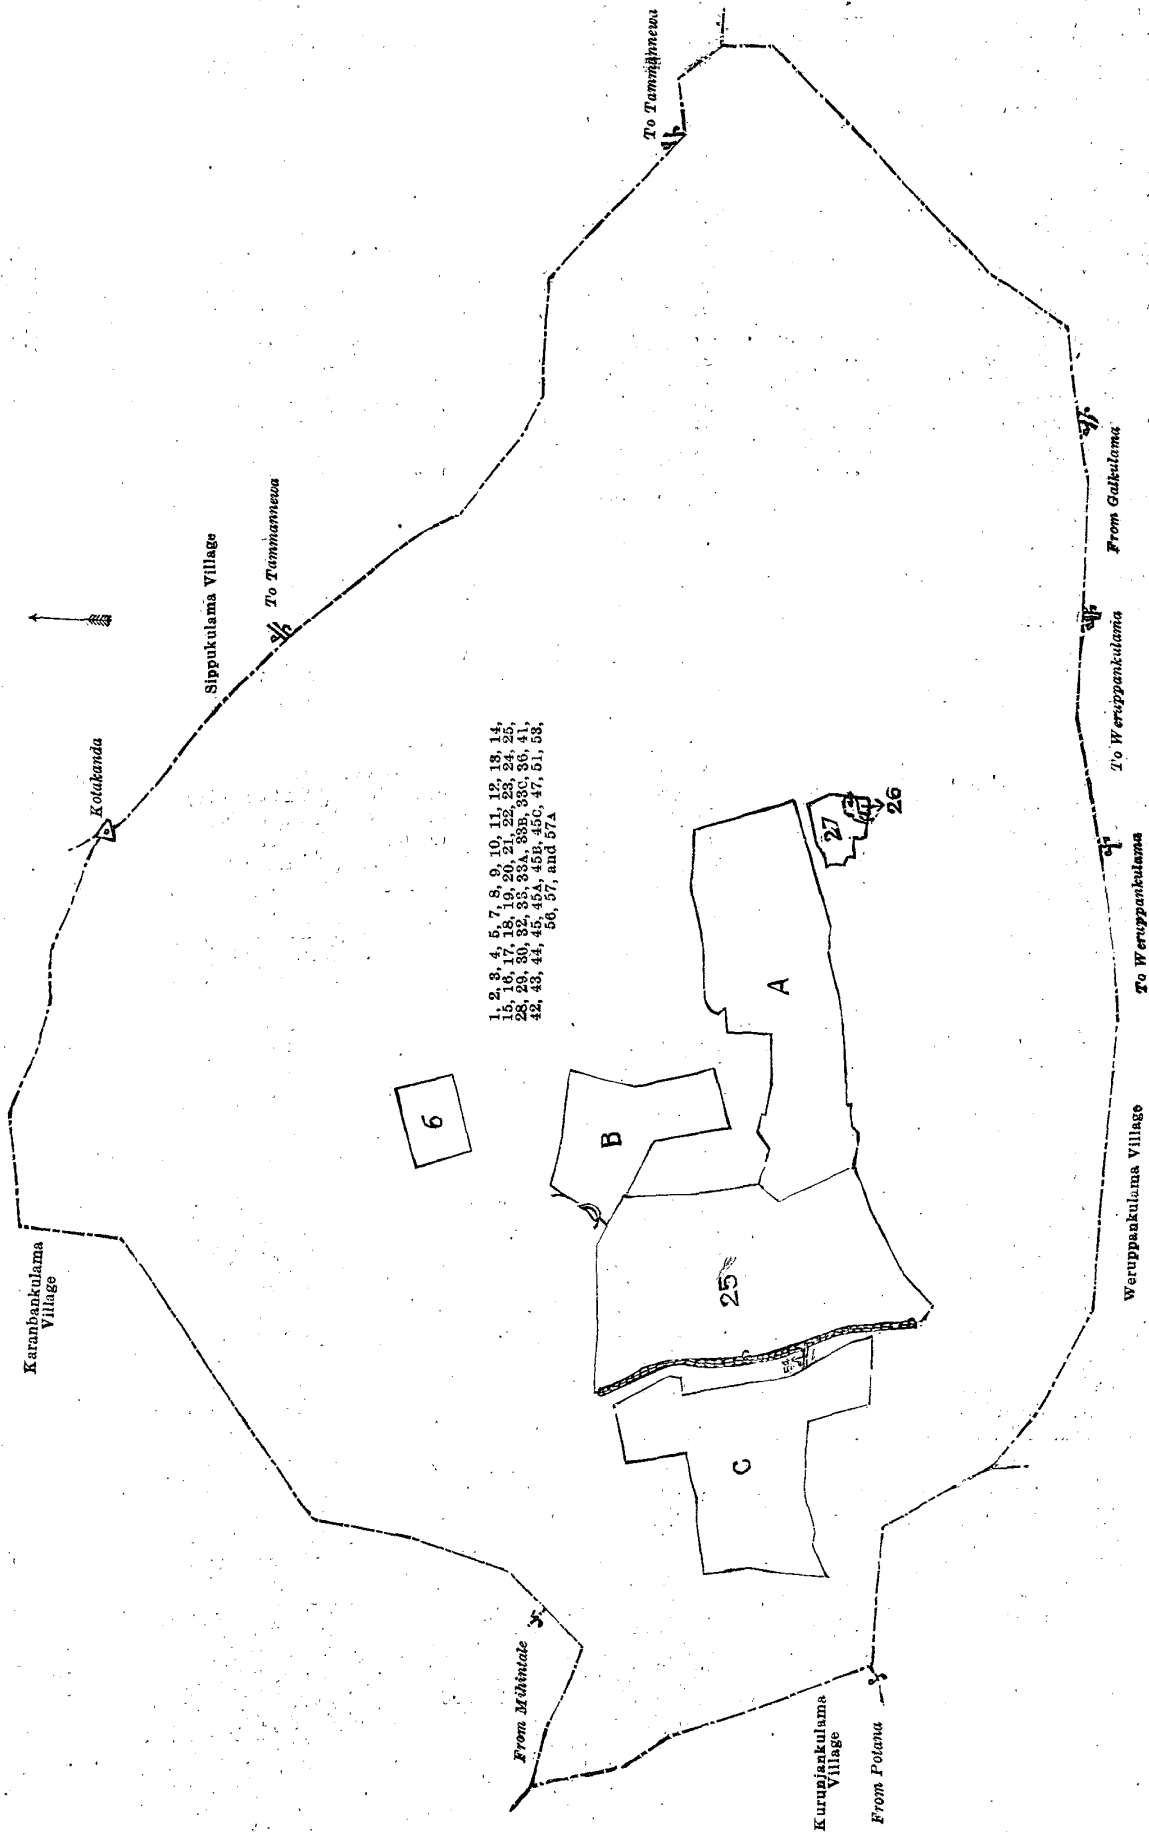 Karanbankulama
Village
Kotakanda
Sippukulama Village
To Tammannewa
To Tammannewa
From Mihintale
6
1, 2, 3, 4, 5, 7, 8, 9, 10, 11, 12, 13, 14,
15, 16, 17, 18, 19, 20, 21, 22, 23, 24, 25,
28, 29, 30, 32, 33, 33A, 33B, 33C, 36, 41,
42, 43, 44, 45, 45A, 45B, 45C, 47, 51, 53,
56, 57, and 57A
B
A
25
C
27
26
Kurunjankulama
Village
From Potana
Weruppankulama Village
To Weruppankulama
To Weruppankulama
From Galkulama